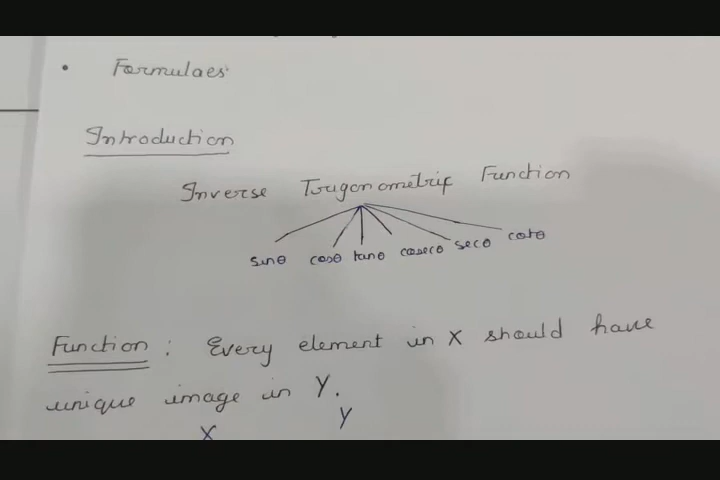 • Formulaes
Introduction
Inverse Trigonometric Function
sinθ cosθ tanθ cosecθ secθ cotθ
Function : Every element in X should have
unique image in Y.
X Y